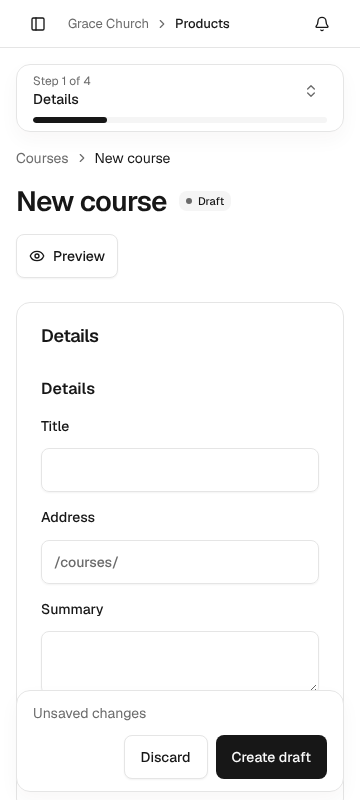 Grace Church > Products
Step 1 of 4
Details
Courses > New course
New course
Draft
Preview
Details
Details
Title
Address
/courses/
Summary
Unsaved changes
Discard
Create draft